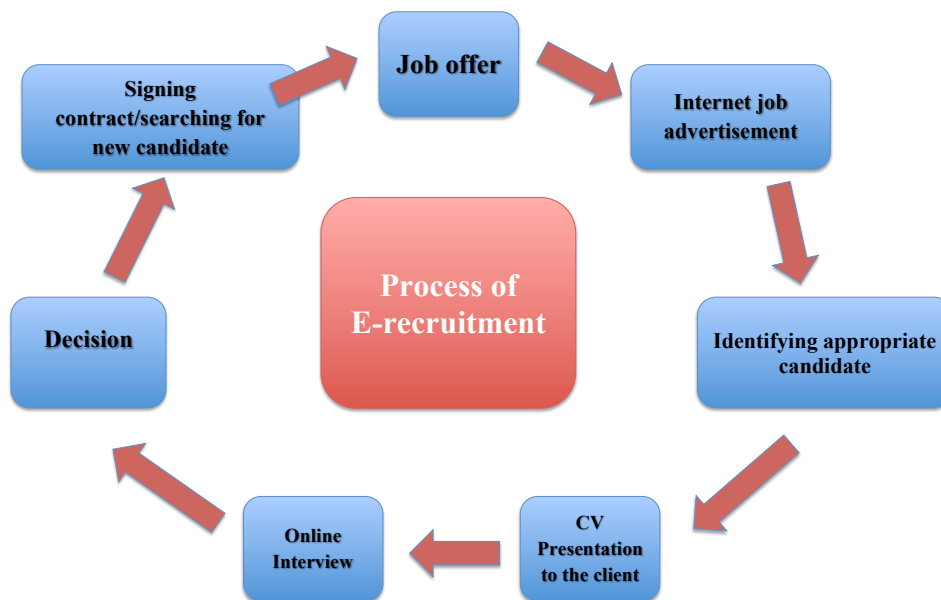 Job offer
Internet job
advertisement
Identifying appropriate
candidate
CV
Presentation
to the client
Online
Interview
Decision
Signing
contract/searching for
new candidate
Process of
E-recruitment